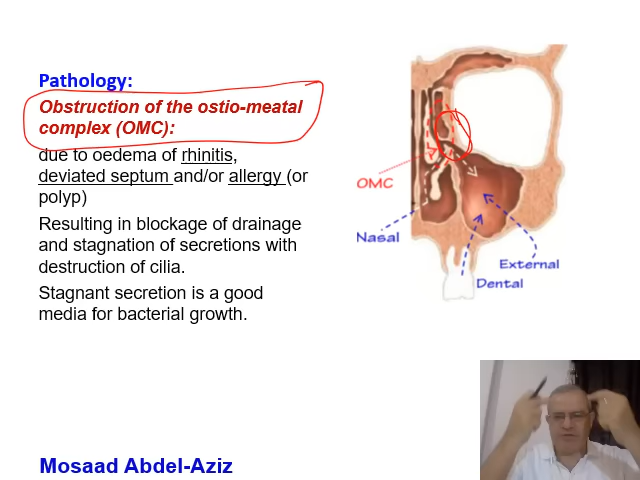 Pathology:
Obstruction of the ostio-meatal
complex (OMC):
due to oedema of rhinitis,
deviated septum and/or allergy (or
polyp)
Resulting in blockage of drainage
and stagnation of secretions with
destruction of cilia.
Stagnant secretion is a good
media for bacterial growth.
OMC
Nasal
External
Dental
Mosaad Abdel-Aziz